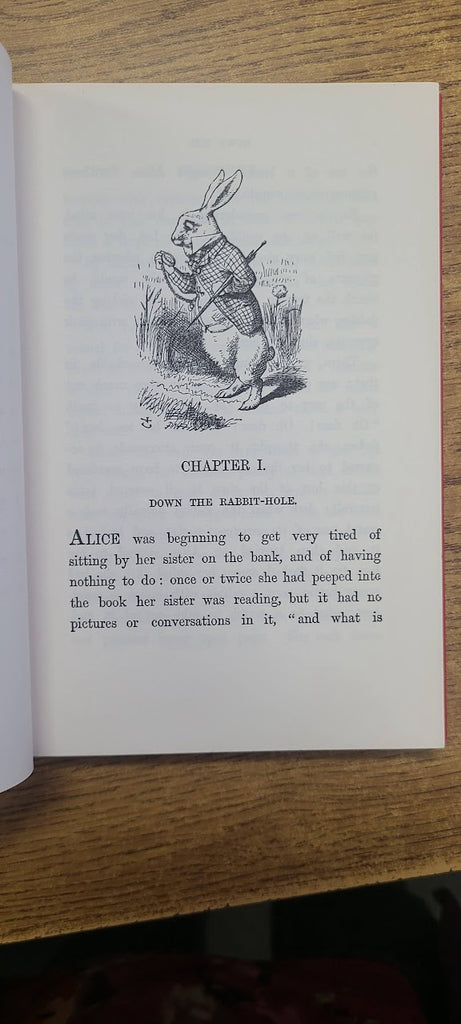 CHAPTER I.
DOWN THE RABBIT-HOLE.
ALICE was beginning to get very tired of
sitting by her sister on the bank, and of having
nothing to do : once or twice she had peeped into
the book her sister was reading, but it had no
pictures or conversations in it, “and what is